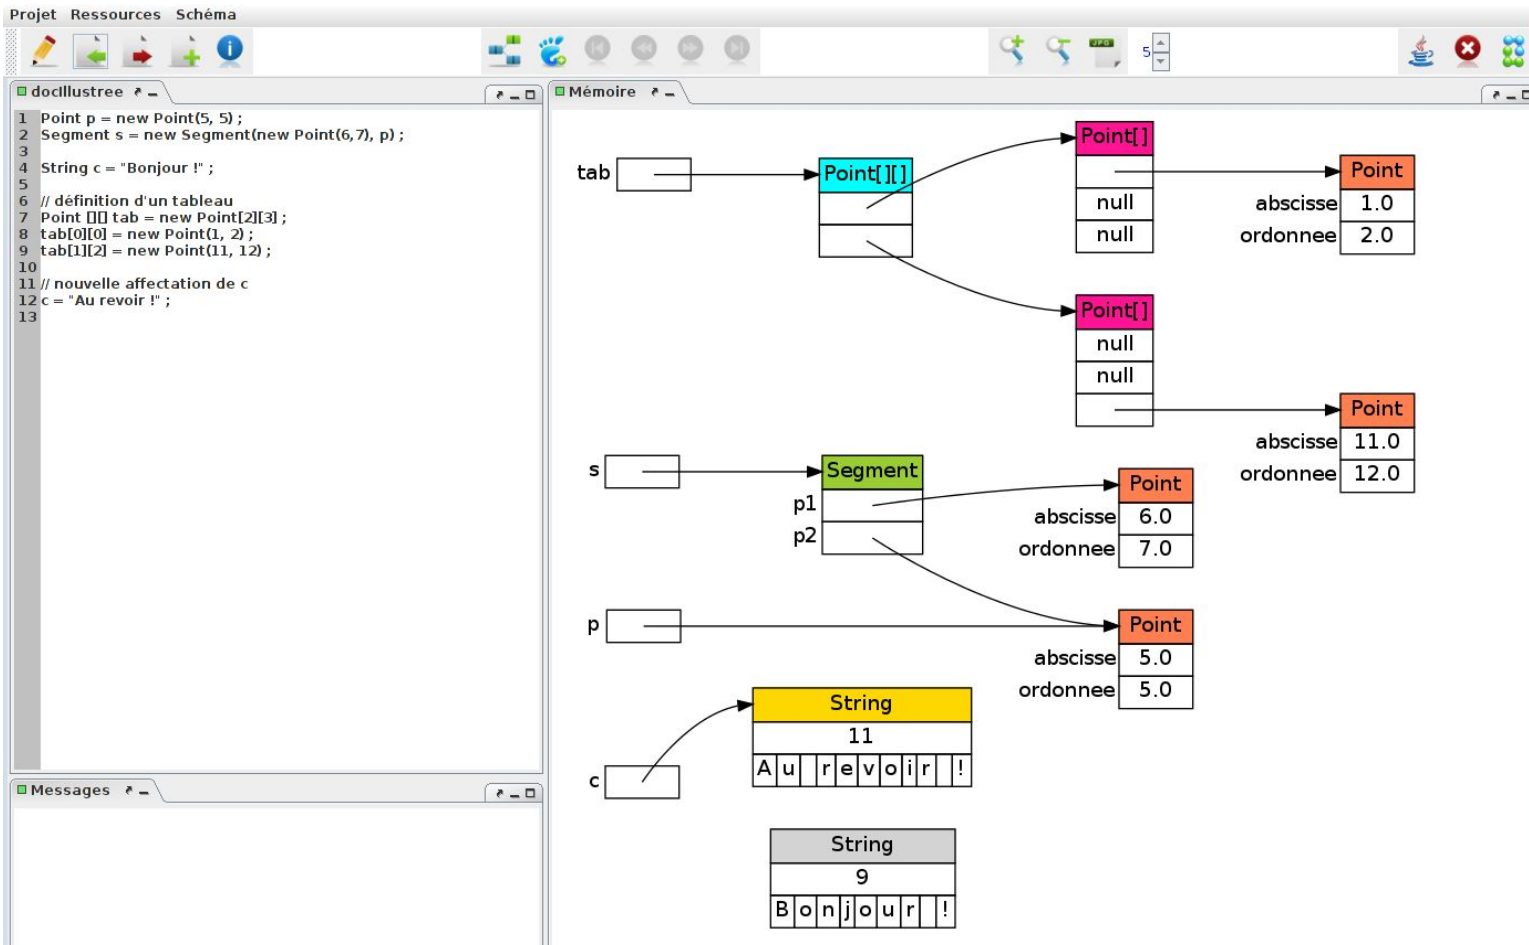 Projet Ressources Schéma
JPG
5
docIllustree
1 Point p = new Point(5, 5) ;
2 Segment s = new Segment(new Point(6,7), p) ;
3
4 String c = "Bonjour !" ;
5
6 // définition d'un tableau
7 Point [][] tab = new Point[2][3] ;
8 tab[0][0] = new Point(1, 2) ;
9 tab[1][2] = new Point(11, 12) ;
10
11 // nouvelle affectation de c
12 c = "Au revoir !" ;
13
Messages
Mémoire
tab
Point[][]
Point[]
null
null
Point
abscisse 1.0
ordonnee 2.0
Point[]
null
null
Point
abscisse 11.0
ordonnee 12.0
s
Segment
p1
p2
Point
abscisse 6.0
ordonnee 7.0
p
Point
abscisse 5.0
ordonnee 5.0
c
String
11
Au revoir !
String
9
Bonjour !